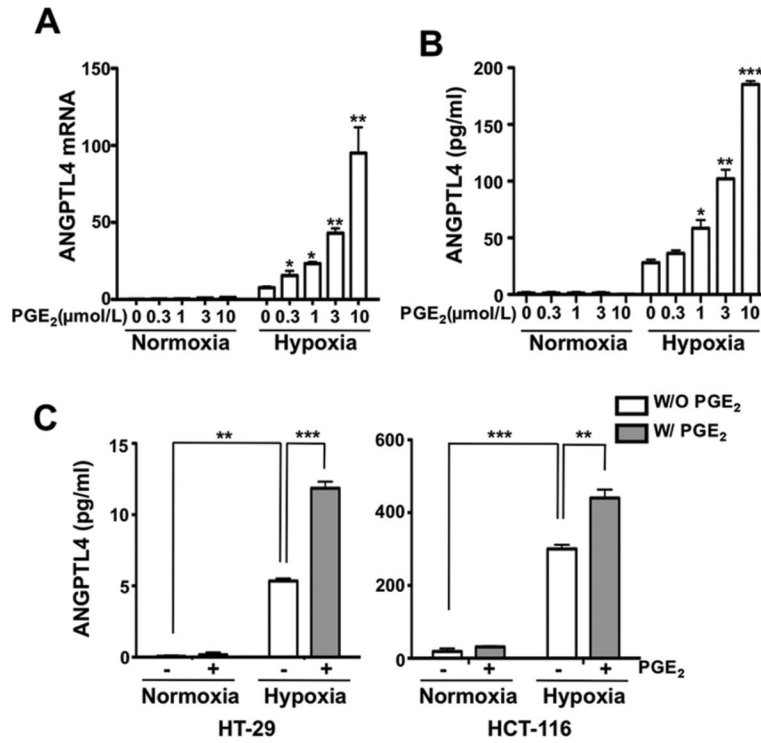 A
ANGPTL4 mRNA
150
100
50
0
**
**
*
*
PGE₂(μmol/L) 0 0.3 1 3 10 0 0.3 1 3 10
Normoxia Hypoxia
B
ANGPTL4 (pg/ml)
200
150
100
50
0
***
**
*
PGE₂(μmol/L) 0 0.3 1 3 10 0 0.3 1 3 10
Normoxia Hypoxia
C
W/O PGE₂
W/ PGE₂
ANGPTL4 (pg/ml)
15
10
5
0
** ***
- + - +
Normoxia Hypoxia
HT-29
600
400
200
0
*** **
- + - + PGE₂
Normoxia Hypoxia
HCT-116